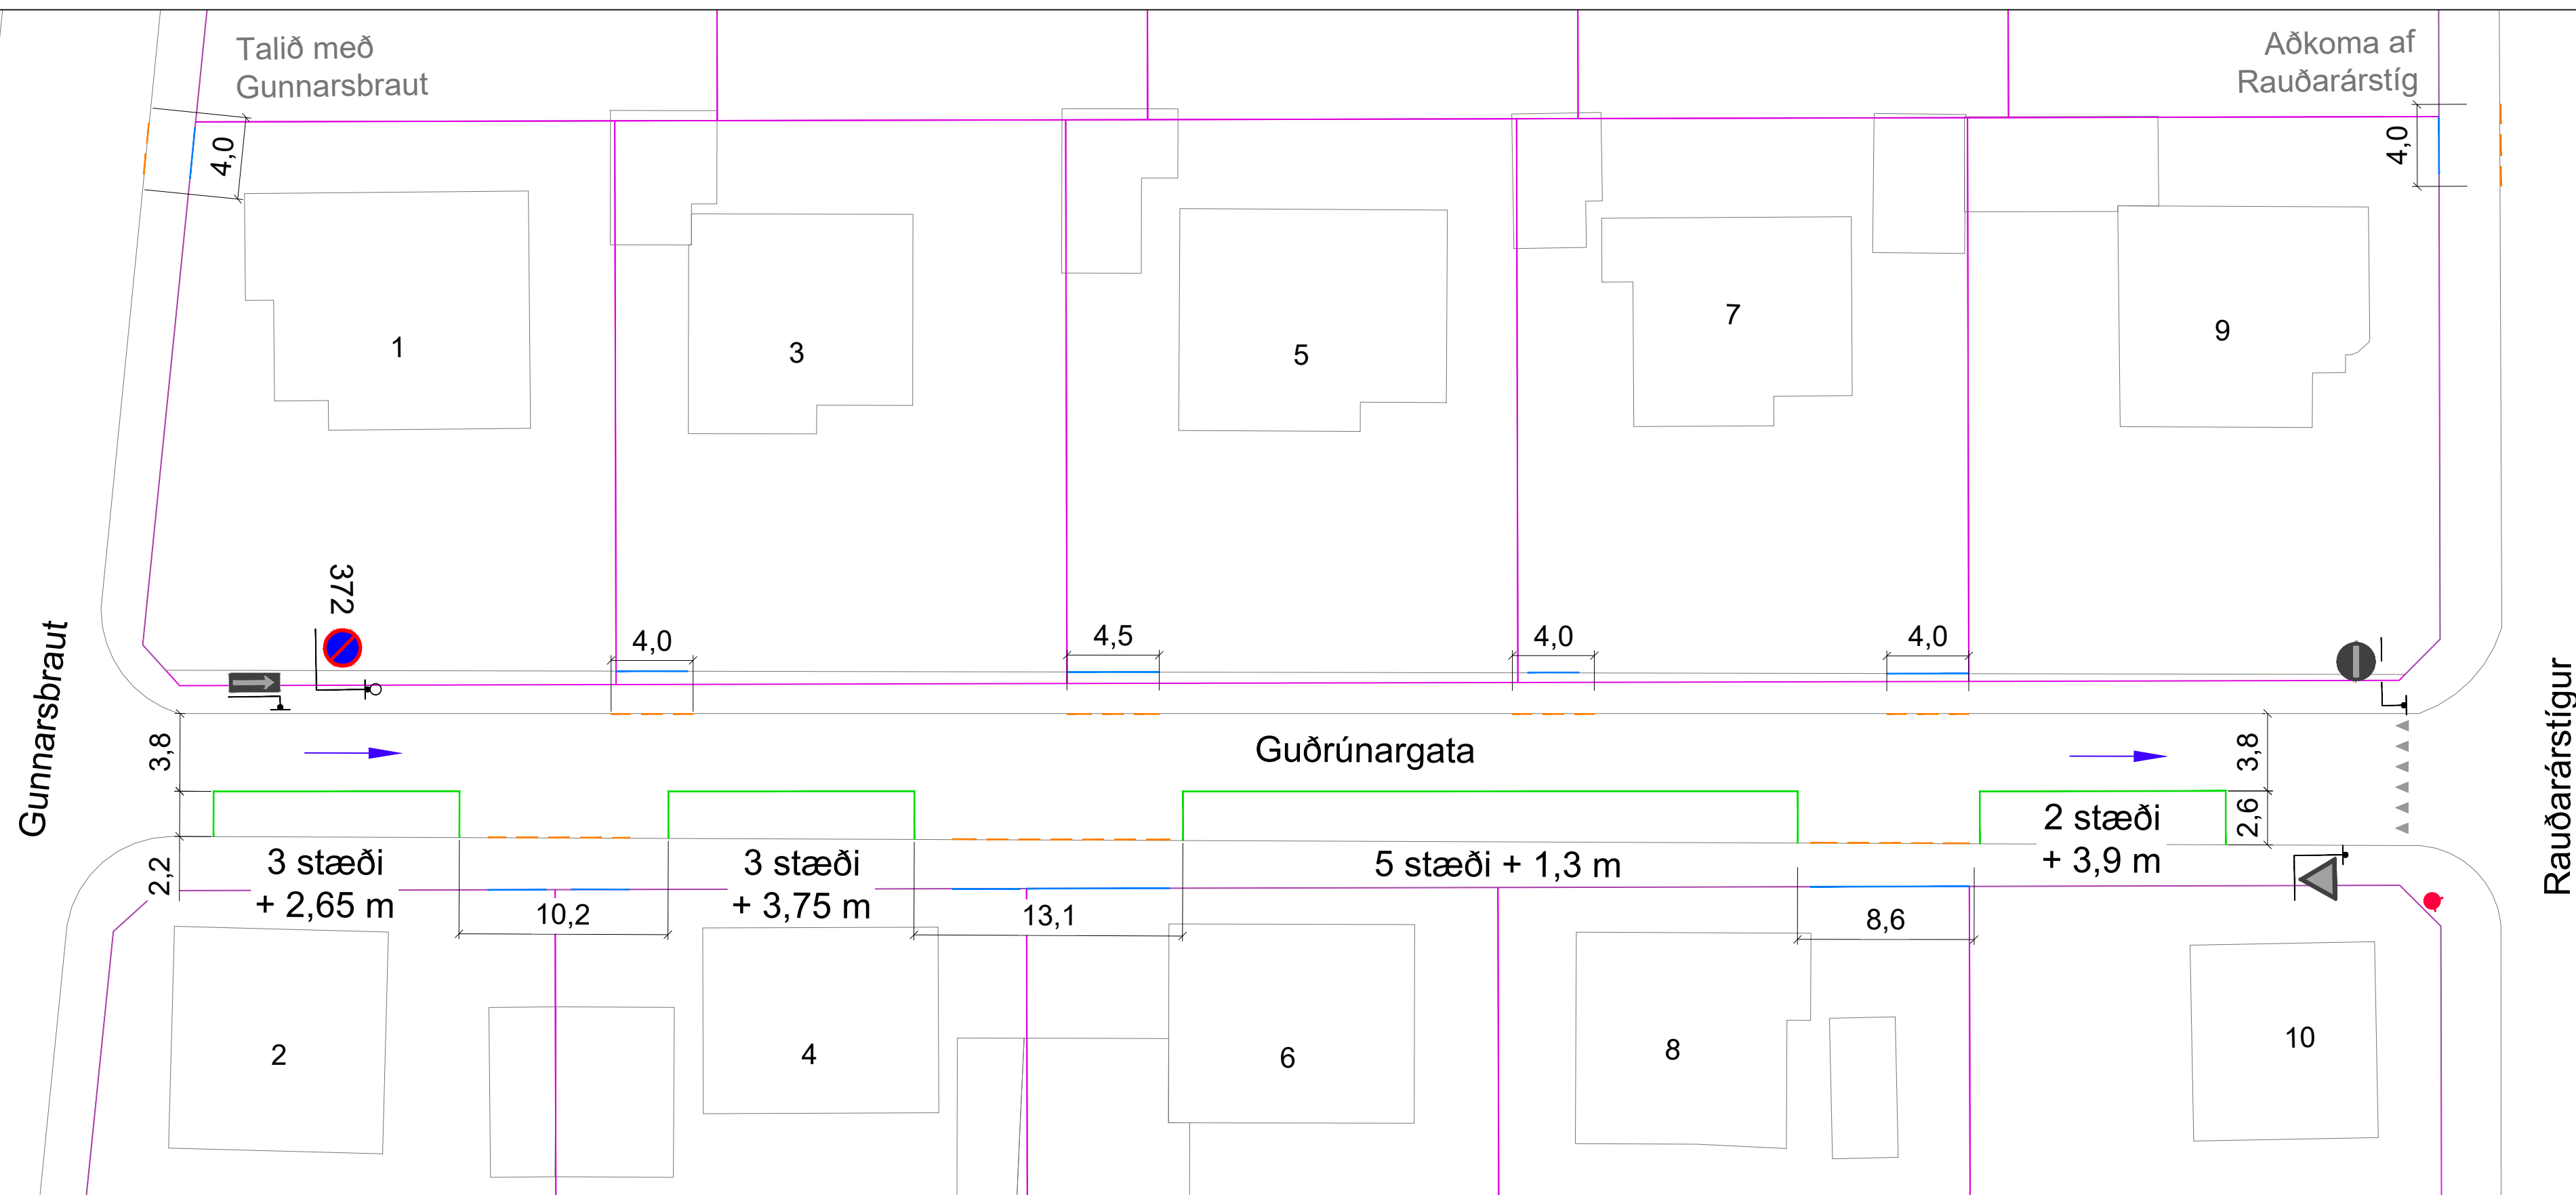 Talið með
Gunnarsbraut
Aðkoma af
Rauðarárstíg
4,0
4,0
1
3
5
7
9
372
4,0
4,5
4,0
4,0
Gunnarsbraut
3,8
Guðrúnargata
3,8
Rauðarárstígur
2,2
2,6
3 stæði
+ 2,65 m
3 stæði
+ 3,75 m
5 stæði + 1,3 m
2 stæði
+ 3,9 m
10,2
13,1
8,6
2
4
6
8
10